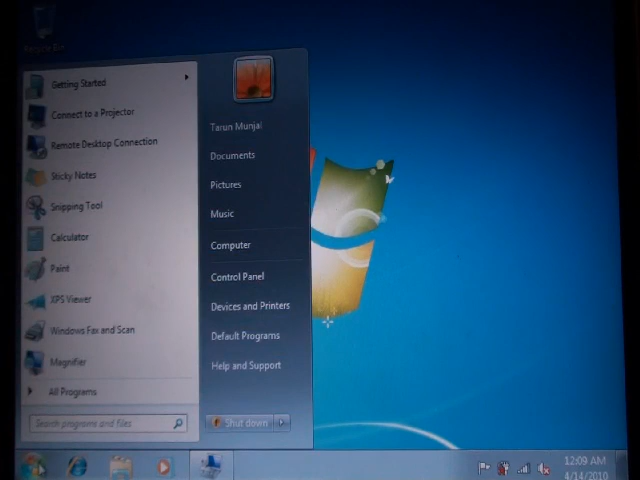 Recycle Bin
Getting Started
Connect to a Projector
Remote Desktop Connection
Sticky Notes
Snipping Tool
Calculator
Paint
XPS Viewer
Windows Fax and Scan
Magnifier
All Programs
Search programs and files
Tarun Munjal
Documents
Pictures
Music
Computer
Control Panel
Devices and Printers
Default Programs
Help and Support
Shut down
12:09 AM
4/14/2010